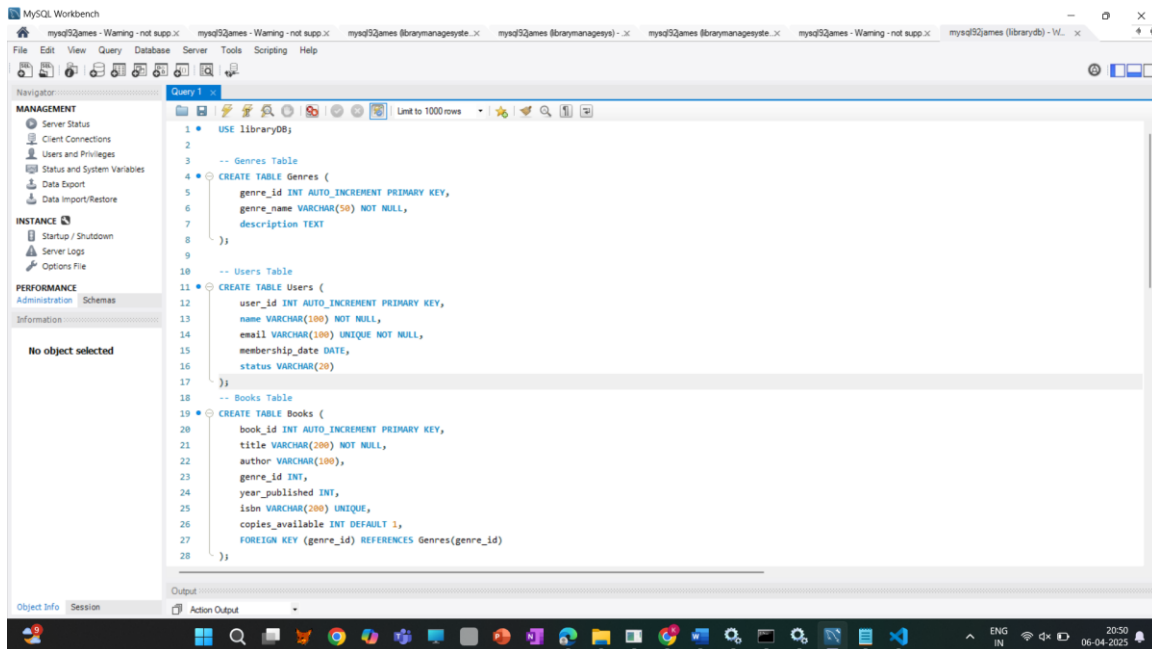 MySQL Workbench
mysql92james - Warning - not supp.x mysql92james - Warning - not supp.x mysql92james (librarymanagesyste...x mysql92james (librarymanagesys) - ...x mysql92james (librarymanagesyste...x mysql92james - Warning - not supp.x mysql92james (librarydb) - W... x
File Edit View Query Database Server Tools Scripting Help
Navigator
Query 1 x
MANAGEMENT
Server Status
Client Connections
Users and Privileges
Status and System Variables
Data Export
Data Import/Restore
INSTANCE
Startup / Shutdown
Server Logs
Options File
PERFORMANCE
Administration Schemas
Information
No object selected
Object Info Session
Limit to 1000 rows
1 USE libraryDB;
2
3 -- Genres Table
4 CREATE TABLE Genres (
5 genre_id INT AUTO_INCREMENT PRIMARY KEY,
6 genre_name VARCHAR(50) NOT NULL,
7 description TEXT
8 );
9
10 -- Users Table
11 CREATE TABLE Users (
12 user_id INT AUTO_INCREMENT PRIMARY KEY,
13 name VARCHAR(100) NOT NULL,
14 email VARCHAR(100) UNIQUE NOT NULL,
15 membership_date DATE,
16 status VARCHAR(20)
17 );
18 -- Books Table
19 CREATE TABLE Books (
20 book_id INT AUTO_INCREMENT PRIMARY KEY,
21 title VARCHAR(200) NOT NULL,
22 author VARCHAR(100),
23 genre_id INT,
24 year_published INT,
25 isbn VARCHAR(200) UNIQUE,
26 copies_available INT DEFAULT 1,
27 FOREIGN KEY (genre_id) REFERENCES Genres(genre_id)
28 );
Output
Action Output
9
ENG
IN
20:50
06-04-2025